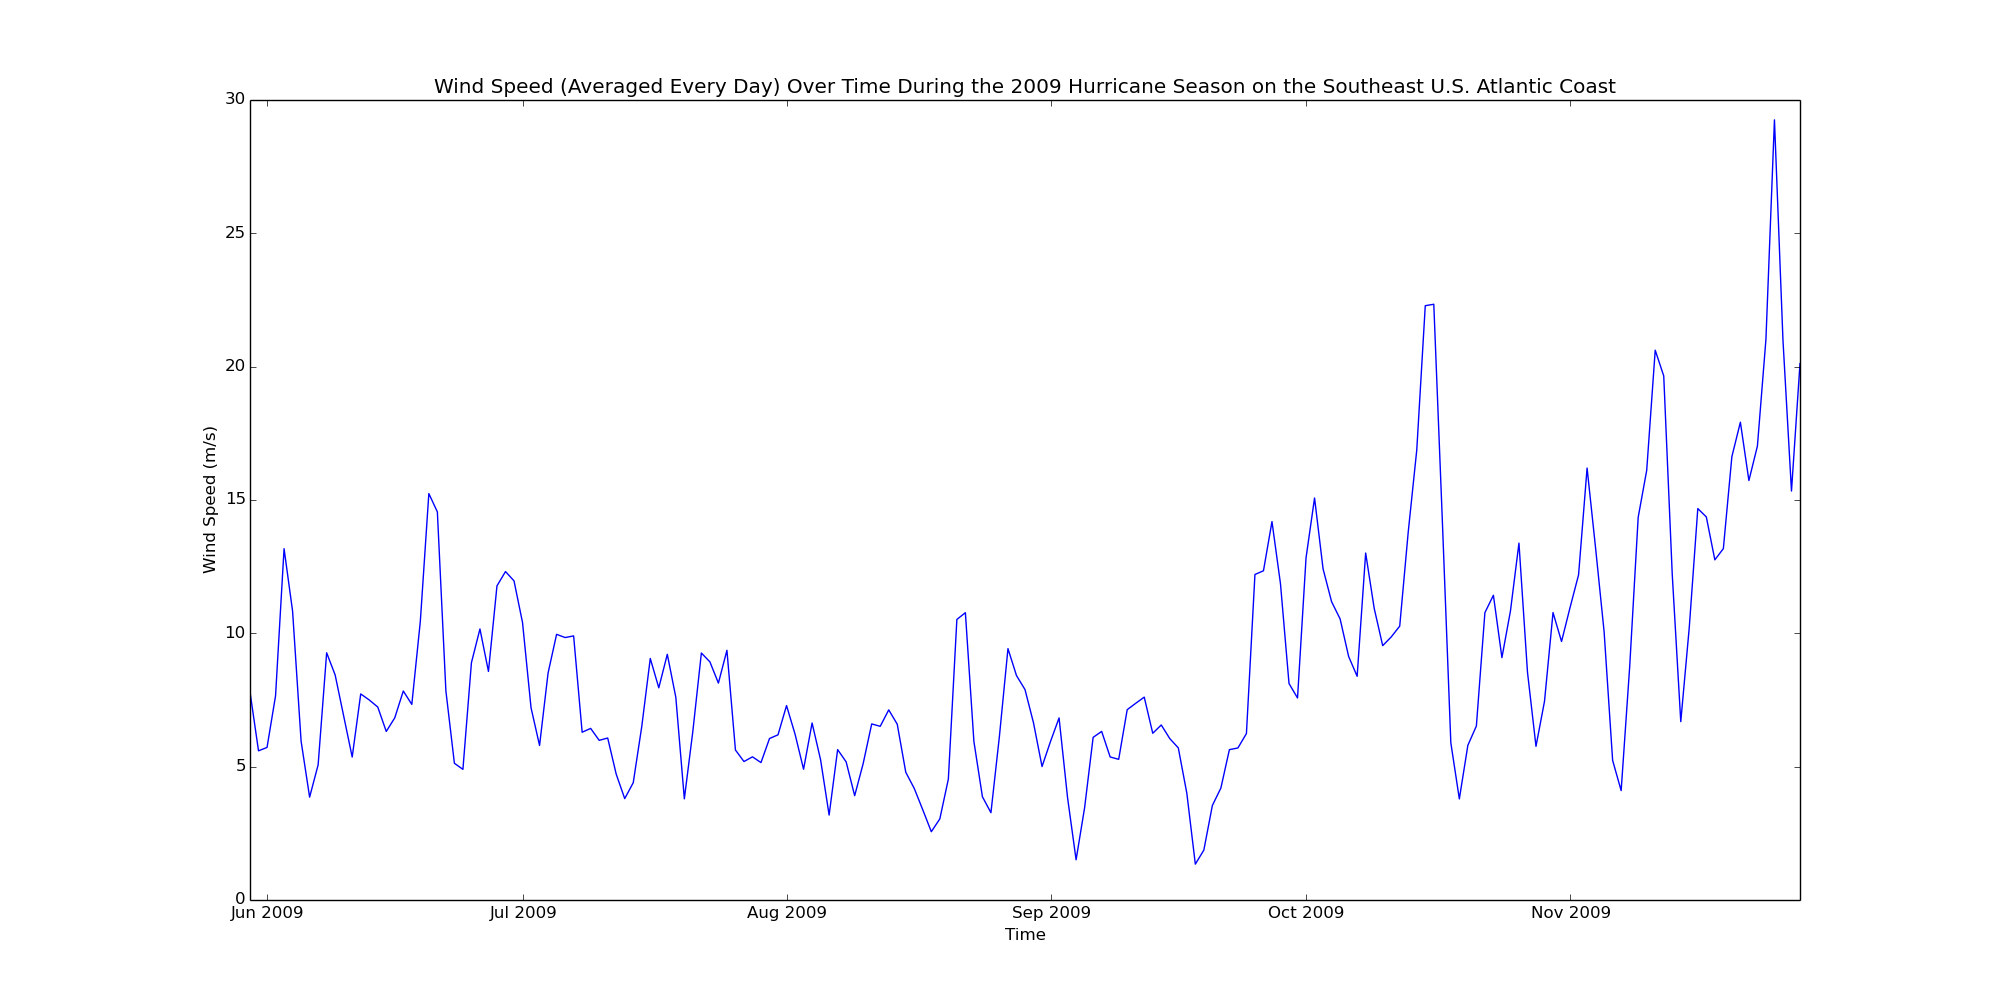 Wind Speed (Averaged Every Day) Over Time During the 2009 Hurricane Season on the Southeast U.S. Atlantic Coast
30
25
20
15
10
5
0
Wind Speed (m/s)
Jun 2009 Jul 2009 Aug 2009 Sep 2009 Oct 2009 Nov 2009
Time